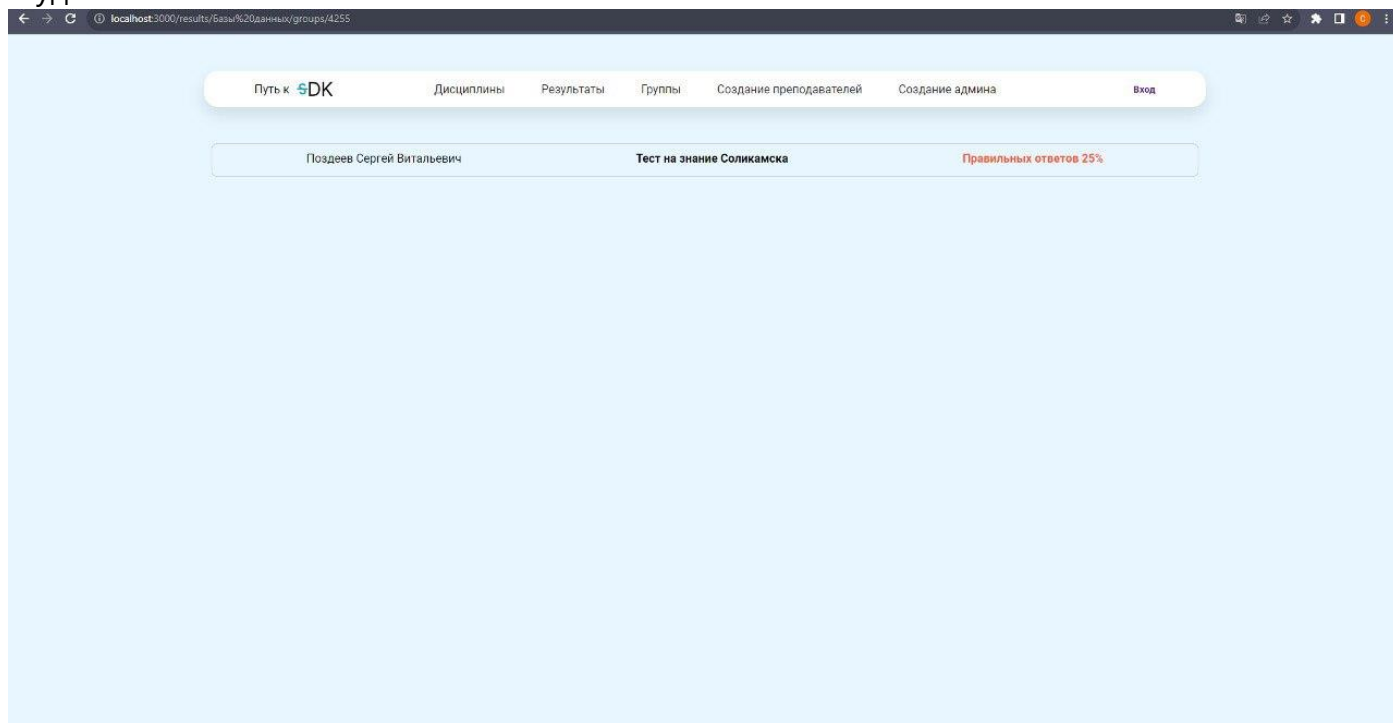 localhost:3000/results/Базы%20данных/groups/4255
Путь к SDK Дисциплины Результаты Группы Создание преподавателей Создание админа Вход
Поздеев Сергей Витальевич Тест на знание Соликамска Правильных ответов 25%